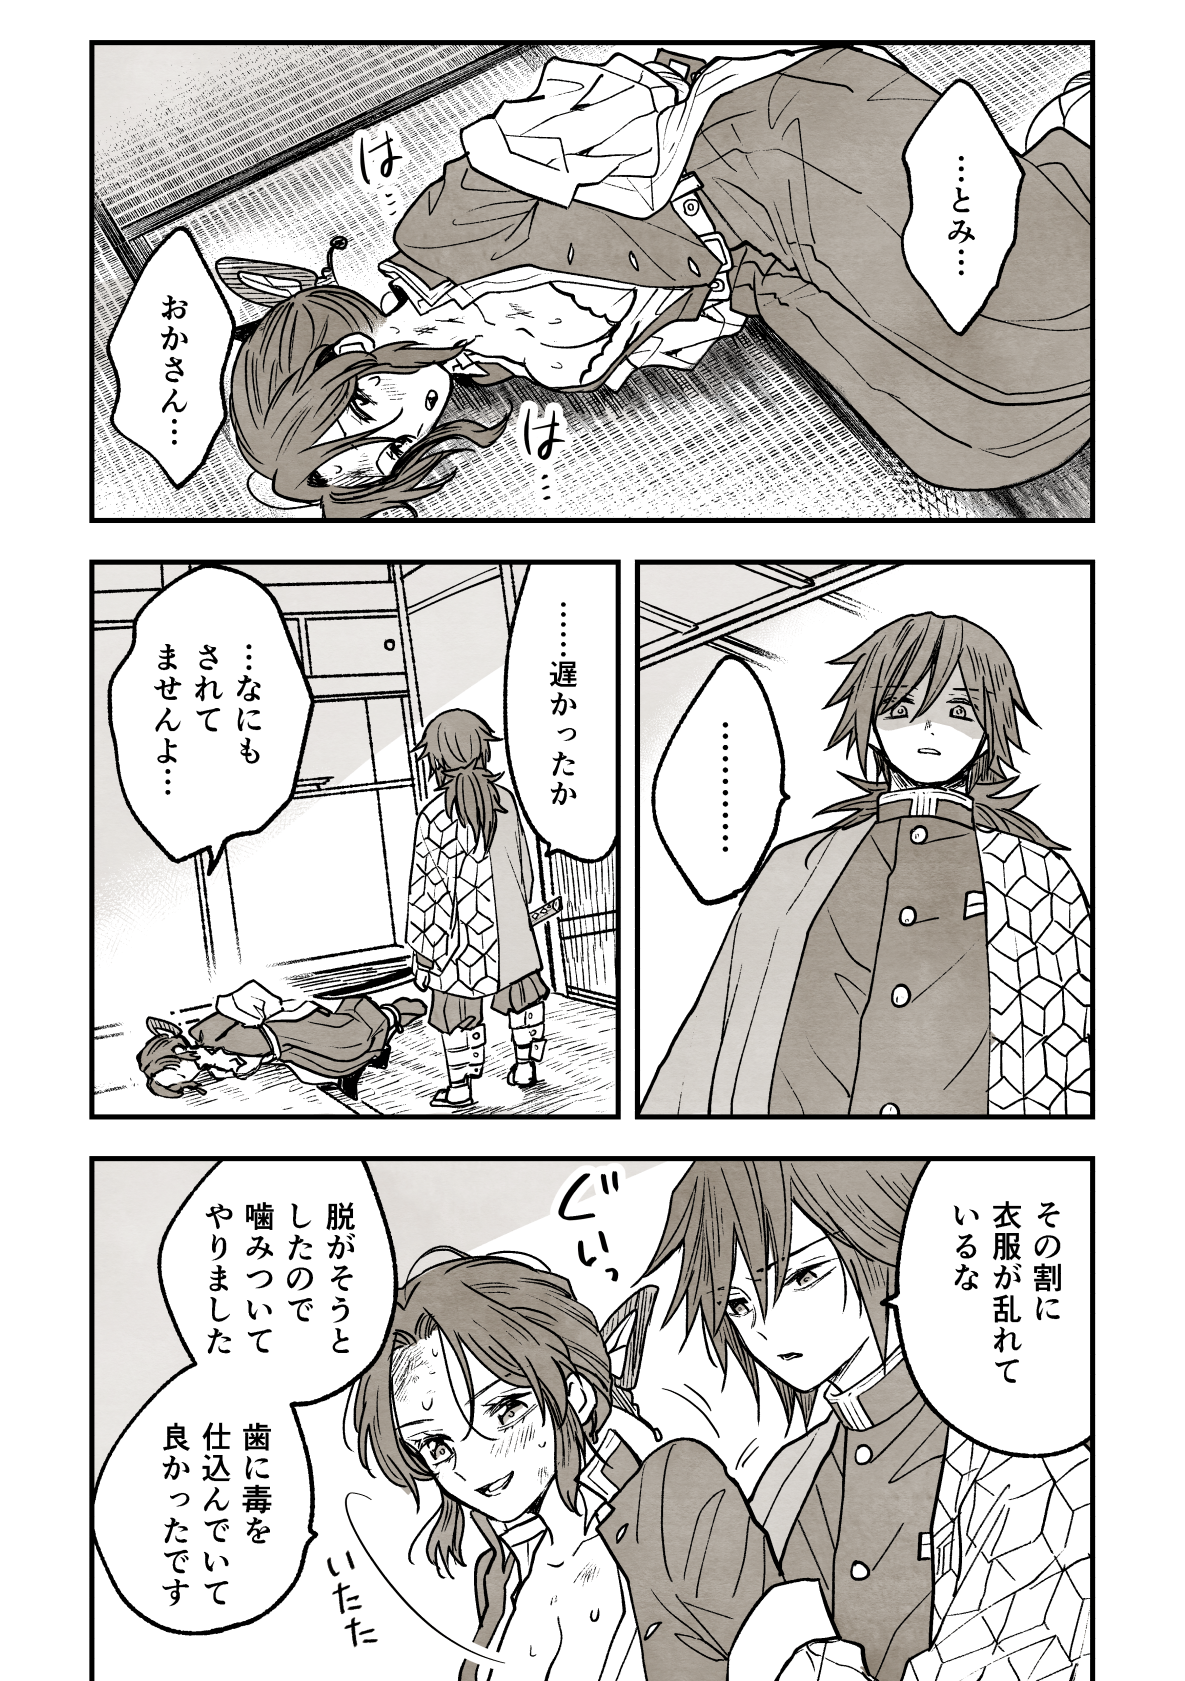 …とみ…
は…
は…
おかさん…
…………
……遅かったか
…なにも
されて
ませんよ…
その割に
衣服が乱れて
いるな
ぐいっ
脱がそうと
したので
噛みついて
やりました
歯に毒を
仕込んでいて
良かったです
いたた